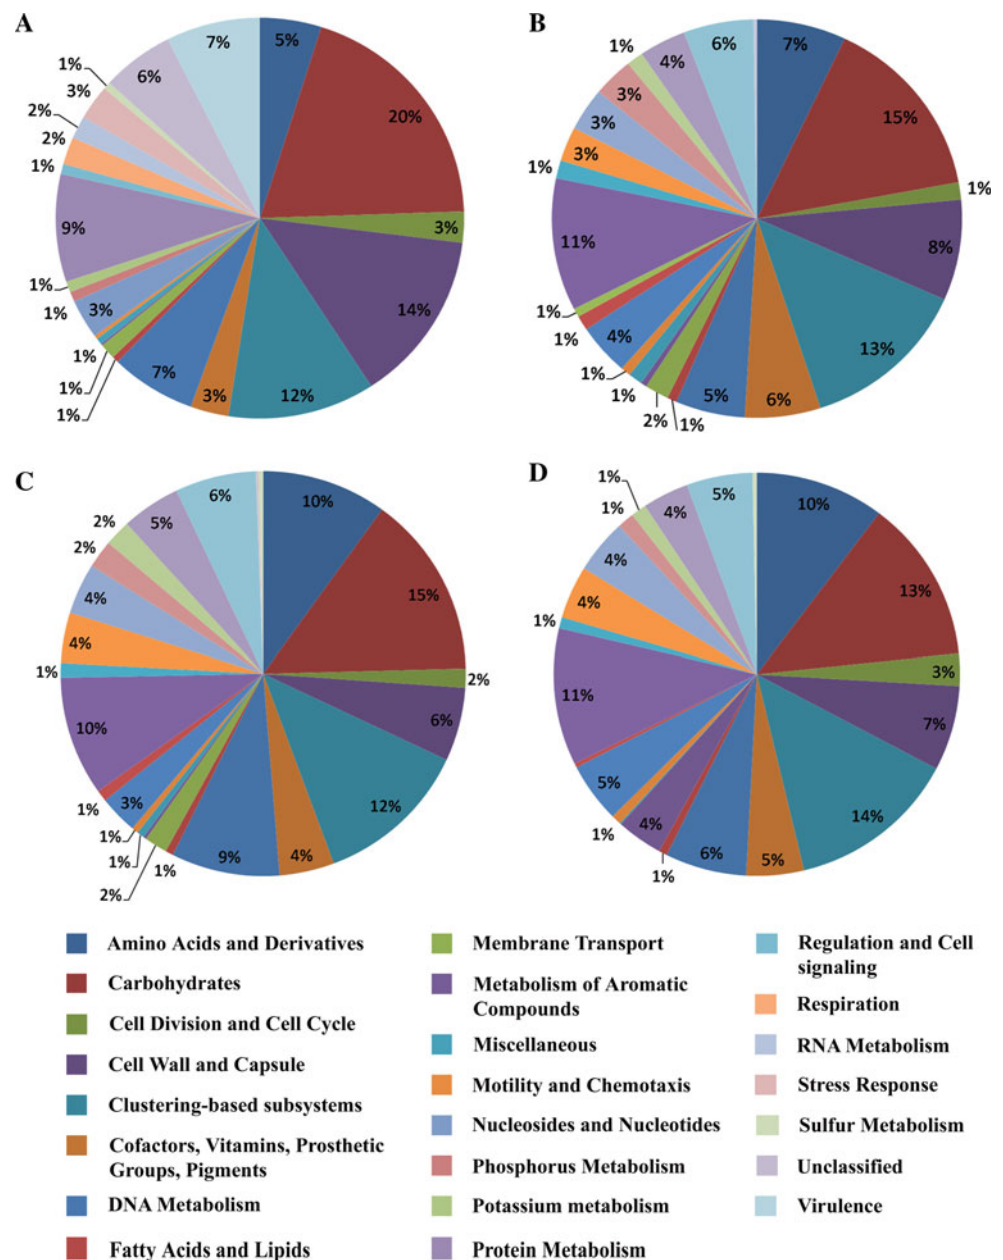 A
5%
20%
3%
14%
12%
3%
7%
1%
1%
1%
3%
1%
1%
9%
1%
2%
2%
3%
1%
6%
7%
B
7%
15%
1%
8%
13%
6%
5%
1%
2%
1%
1%
4%
1%
1%
11%
1%
3%
3%
3%
1%
4%
6%
C
10%
15%
2%
6%
12%
4%
9%
1%
2%
1%
1%
3%
1%
10%
1%
4%
4%
2%
2%
5%
6%
D
10%
13%
3%
7%
14%
5%
6%
1%
4%
1%
5%
11%
1%
4%
4%
1%
1%
4%
5%
Amino Acids and Derivatives
Carbohydrates
Cell Division and Cell Cycle
Cell Wall and Capsule
Clustering-based subsystems
Cofactors, Vitamins, Prosthetic
Groups, Pigments
DNA Metabolism
Fatty Acids and Lipids
Membrane Transport
Metabolism of Aromatic
Compounds
Miscellaneous
Motility and Chemotaxis
Nucleosides and Nucleotides
Phosphorus Metabolism
Potassium metabolism
Protein Metabolism
Regulation and Cell
signaling
Respiration
RNA Metabolism
Stress Response
Sulfur Metabolism
Unclassified
Virulence